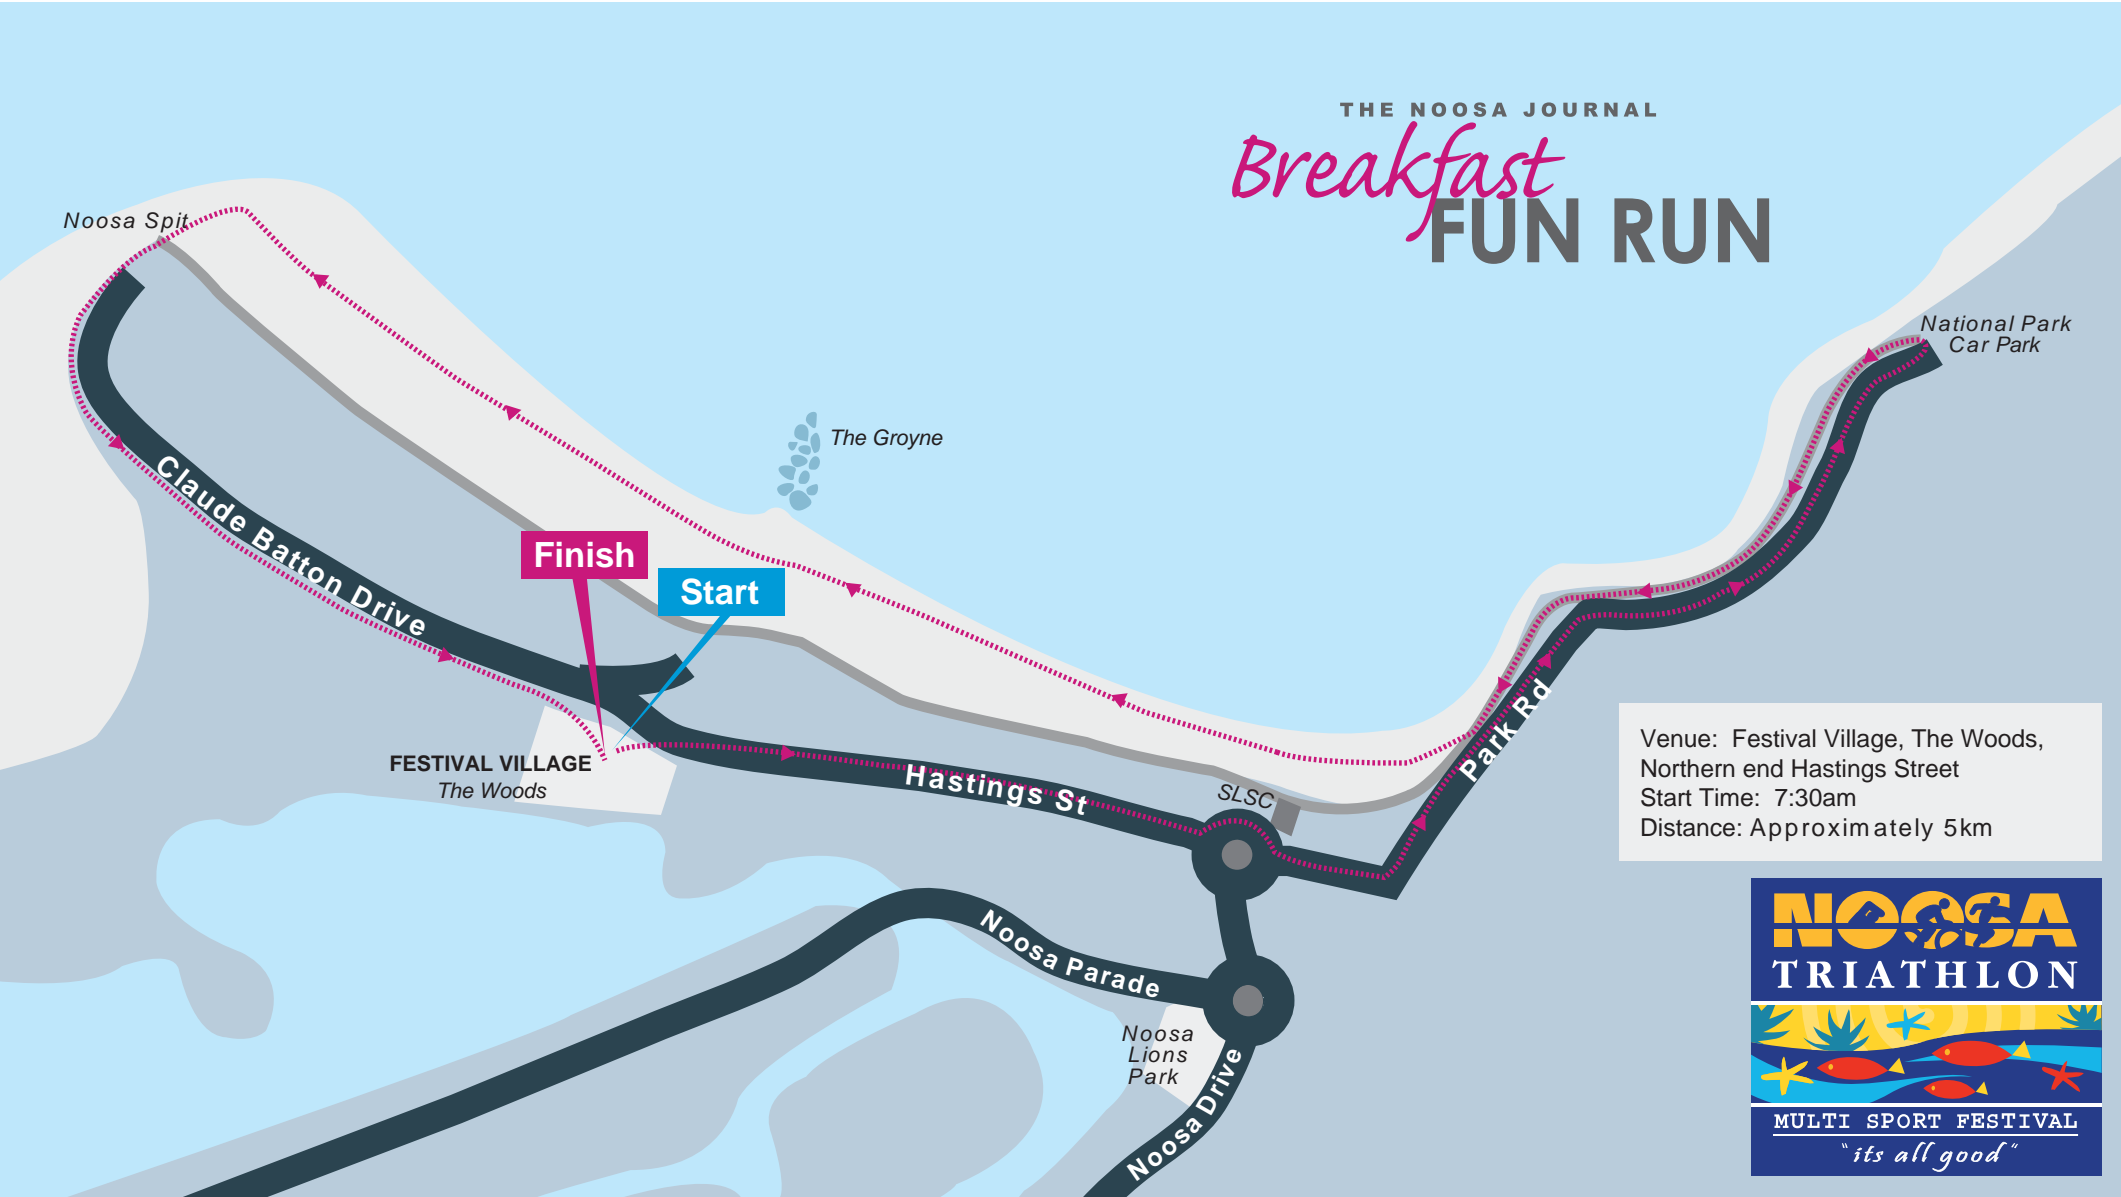 THE NOOSA JOURNAL
Breakfast
FUN RUN
Noosa Spit
National Park
Car Park
The Groyne
Claude Batton Drive
Finish
Start
Park Rd
FESTIVAL VILLAGE
The Woods
Hastings St
SLSC
Venue: Festival Village, The Woods,
Northern end Hastings Street
Start Time: 7:30am
Distance: Approximately 5km
Noosa Parade
Noosa
Lions
Park
Noosa Drive
NOOSA
TRIATHLON
MULTI SPORT FESTIVAL
"its all good"